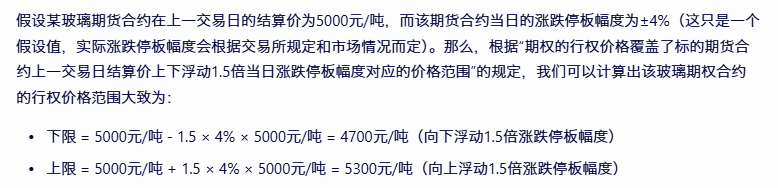 假设某玻璃期货合约在上一交易日的结算价为5000元/吨，而该期货合约当日的涨跌停板幅度为±4%（这只是一个
假设值，实际涨跌停板幅度会根据交易所规定和市场情况而定）。那么，根据“期权的行权价格覆盖了标的期货合
约上一交易日结算价上下浮动1.5倍当日涨跌停板幅度对应的价格范围”的规定，我们可以计算出该玻璃期权合约
的行权价格范围大致为：
• 下限 = 5000元/吨 - 1.5 × 4% × 5000元/吨 = 4700元/吨（向下浮动1.5倍涨跌停板幅度）
• 上限 = 5000元/吨 + 1.5 × 4% × 5000元/吨 = 5300元/吨（向上浮动1.5倍涨跌停板幅度）